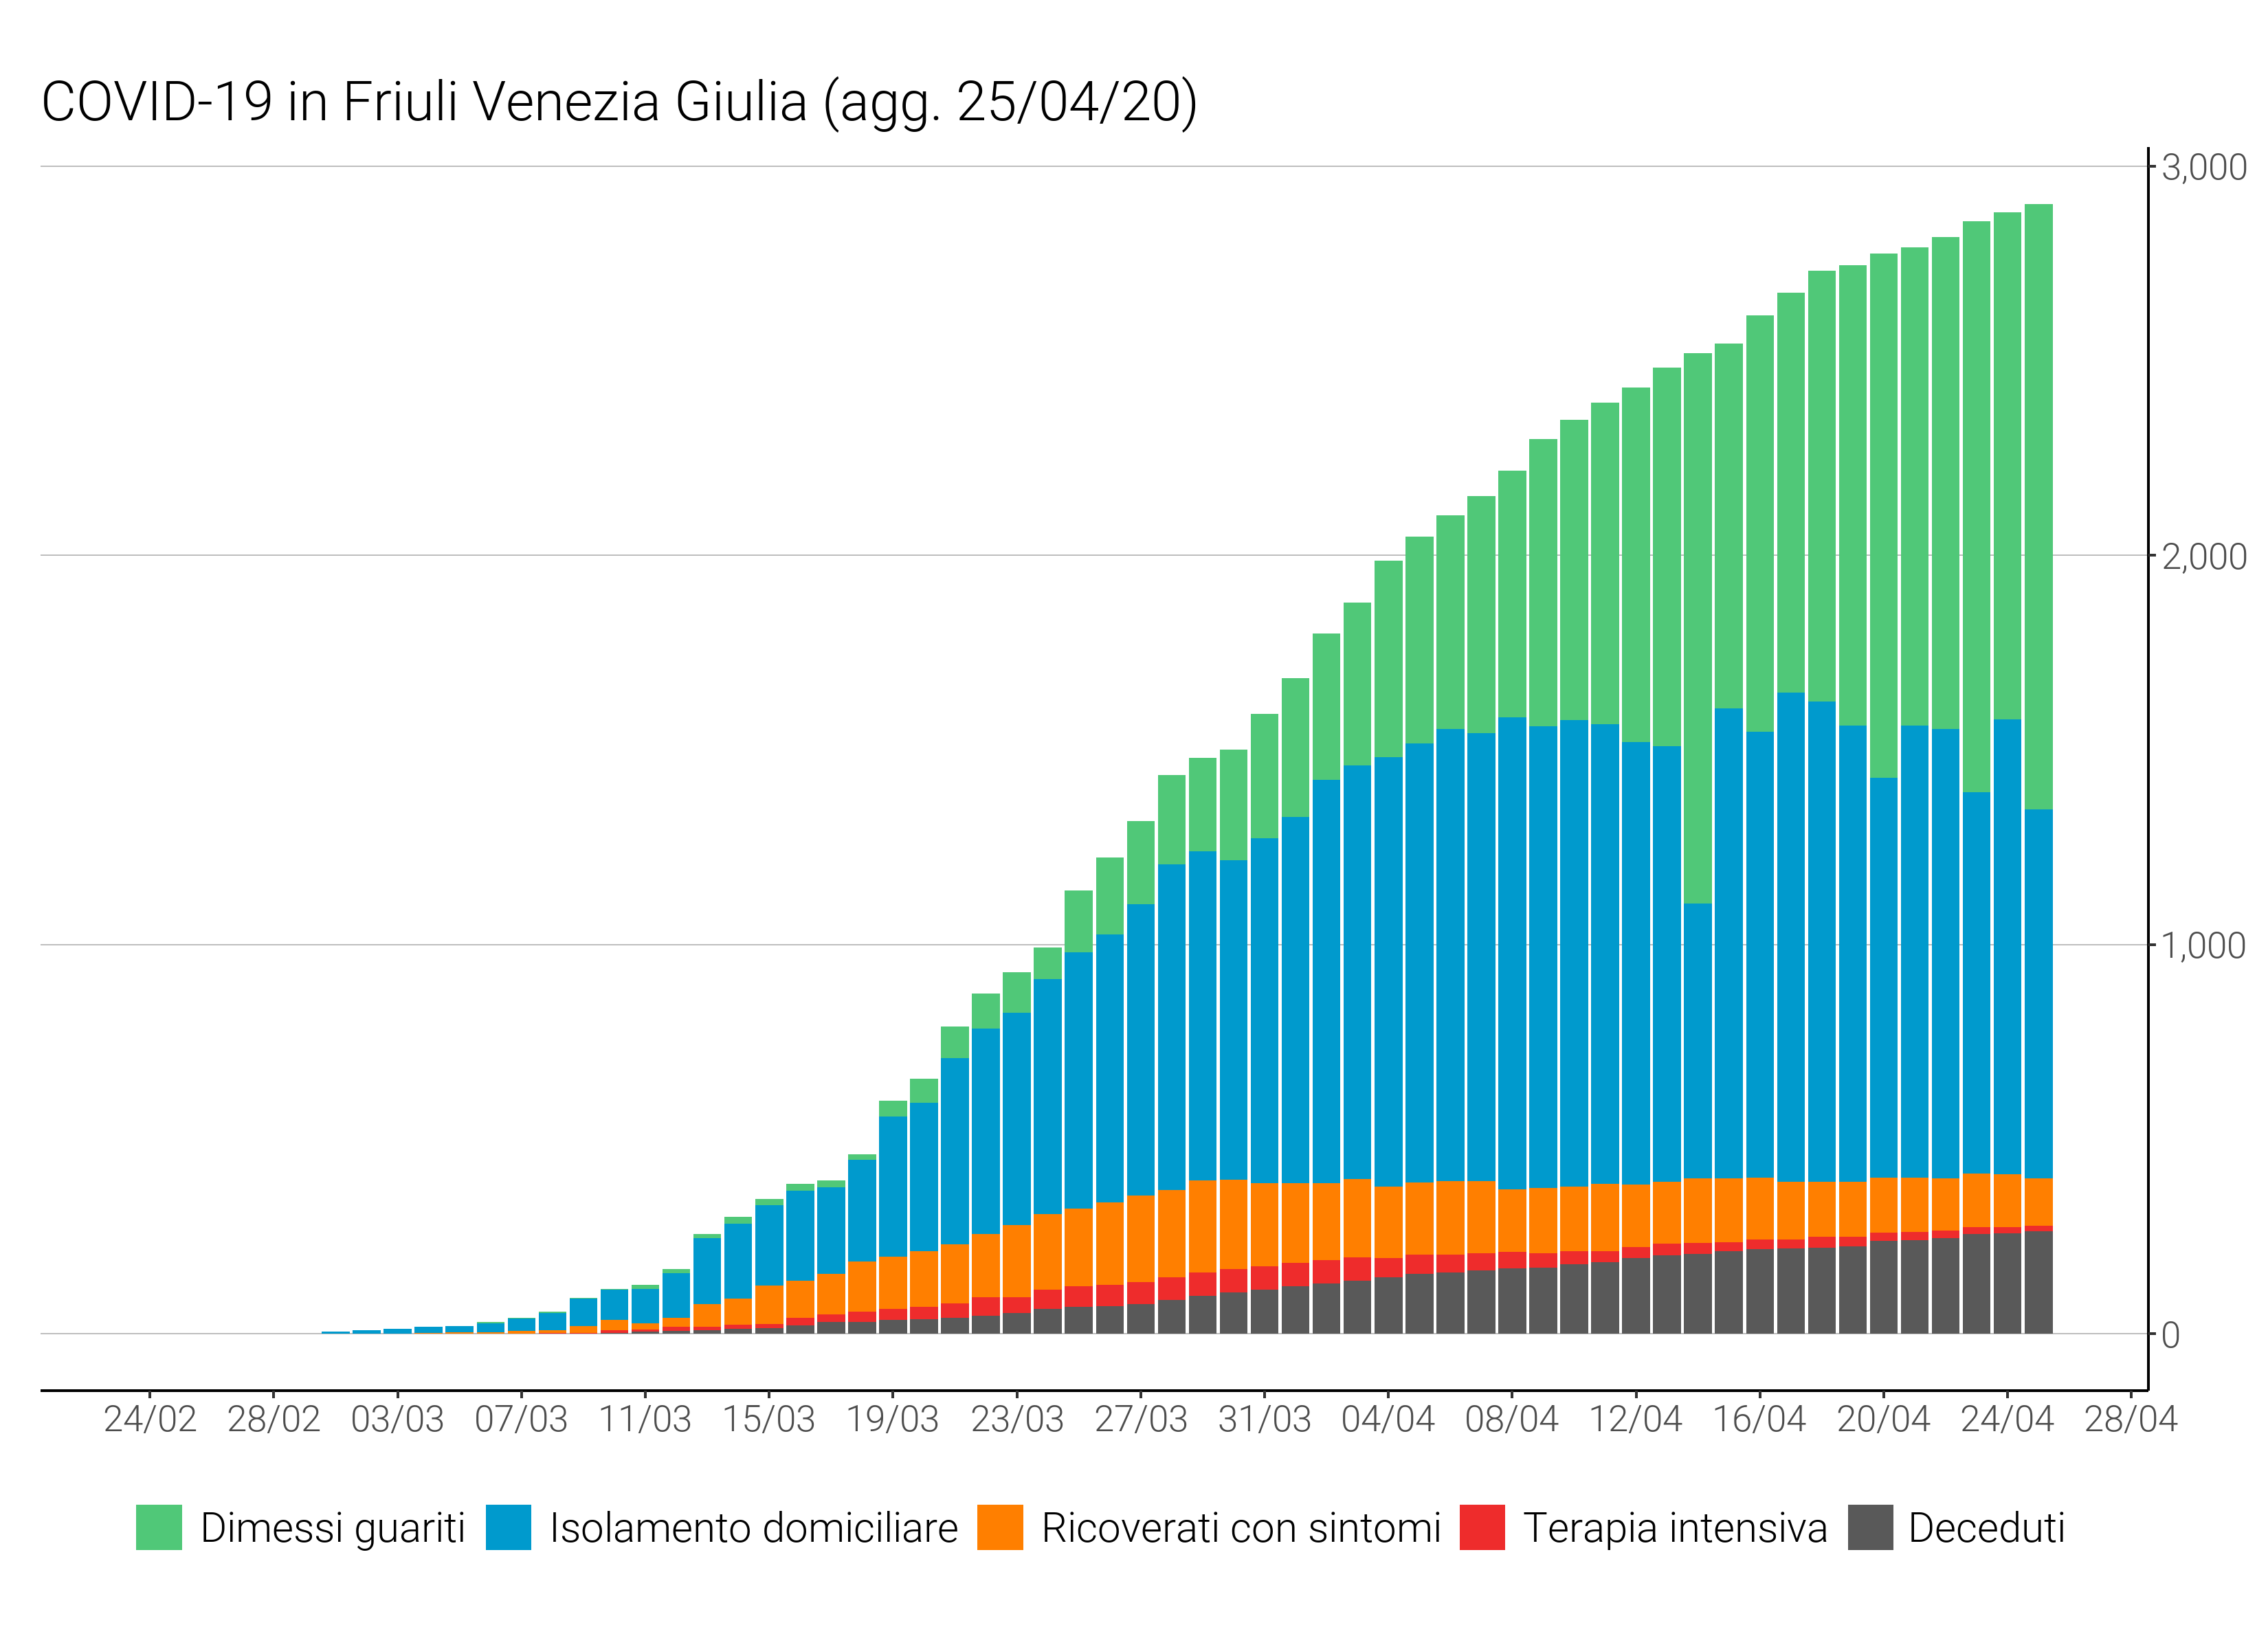 COVID-19 in Friuli Venezia Giulia (agg. 25/04/20)
3,000
2,000
1,000
0
24/02 28/02 03/03 07/03 11/03 15/03 19/03 23/03 27/03 31/03 04/04 08/04 12/04 16/04 20/04 24/04 28/04
Dimessi guariti Isolamento domiciliare Ricoverati con sintomi Terapia intensiva Deceduti